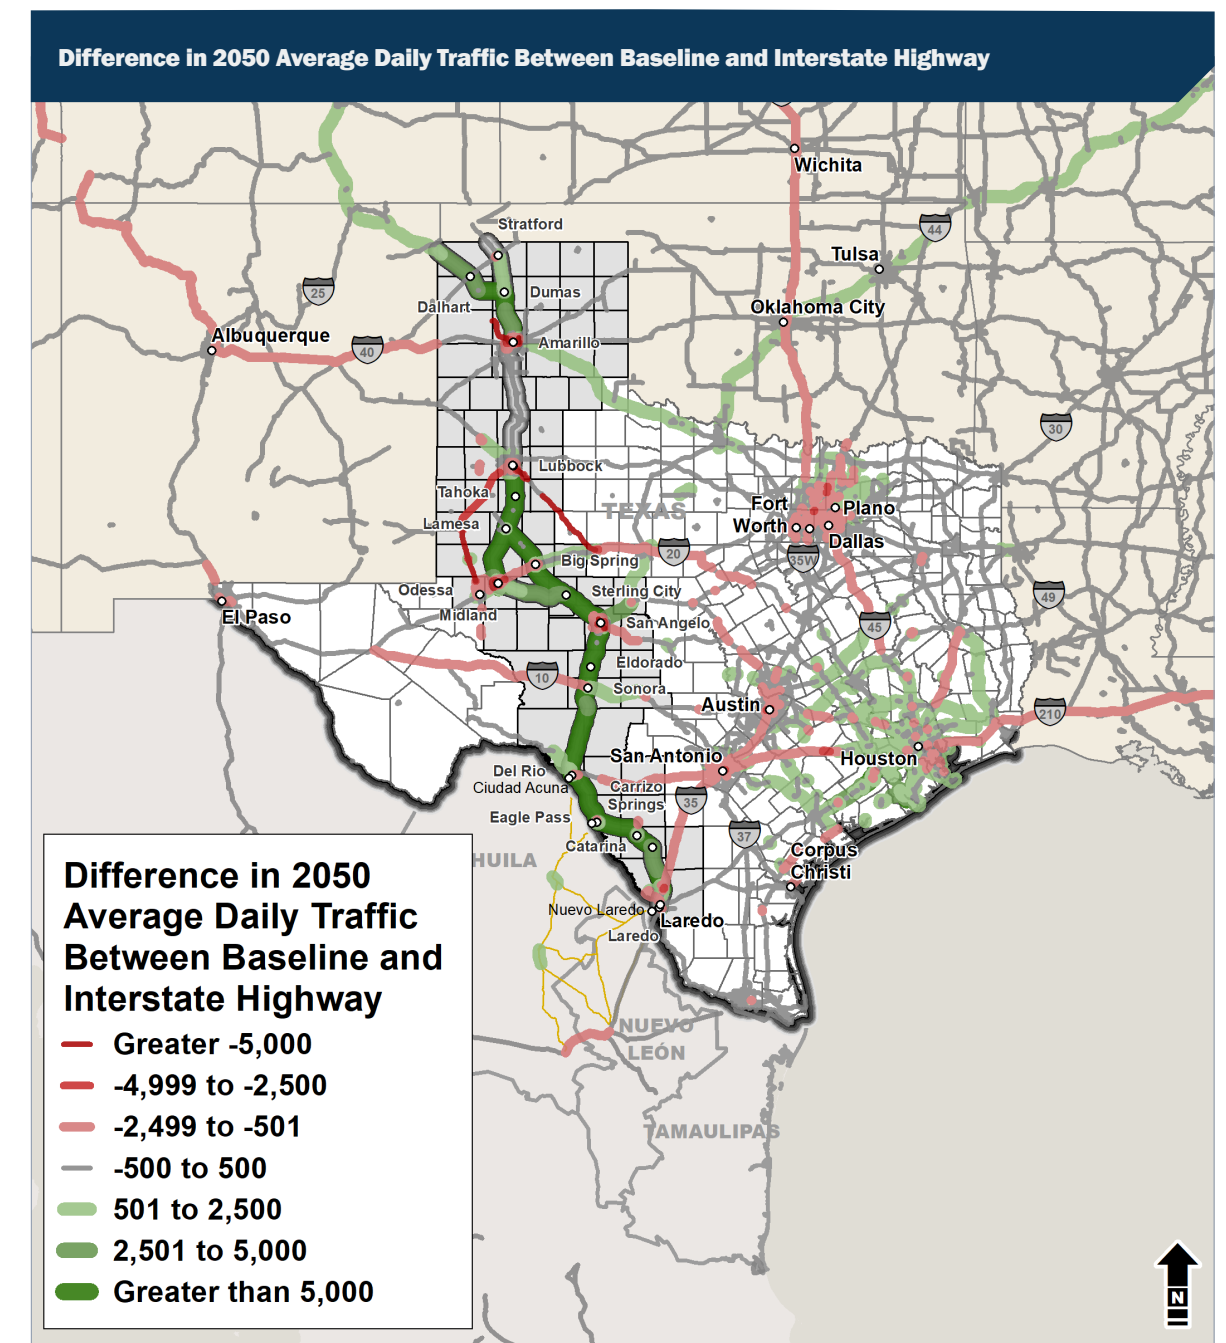 Difference in 2050 Average Daily Traffic Between Baseline and Interstate Highway
Wichita
Stratford
44
Tulsa
25
Dumas
Dalhart
Oklahoma City
Albuquerque
40
Amarillo
30
Lubbock
Tahoka
TEXAS
Fort
Worth
Plano
Lamesa
Dallas
20
35W
Big Spring
Odessa
Sterling City
49
Midland
El Paso
San Angelo
45
Eldorado
10
Sonora
Austin
210
San Antonio
Houston
Del Rio
Ciudad Acuna
Carrizo
Springs
35
Eagle Pass
37
Catarina
Corpus
Christi
HUILA
Nuevo Laredo
Laredo
Laredo
NUEVO
LEÓN
TAMAULIPAS
Difference in 2050
Average Daily Traffic
Between Baseline and
Interstate Highway
Greater -5,000
-4,999 to -2,500
-2,499 to -501
-500 to 500
501 to 2,500
2,501 to 5,000
Greater than 5,000
N